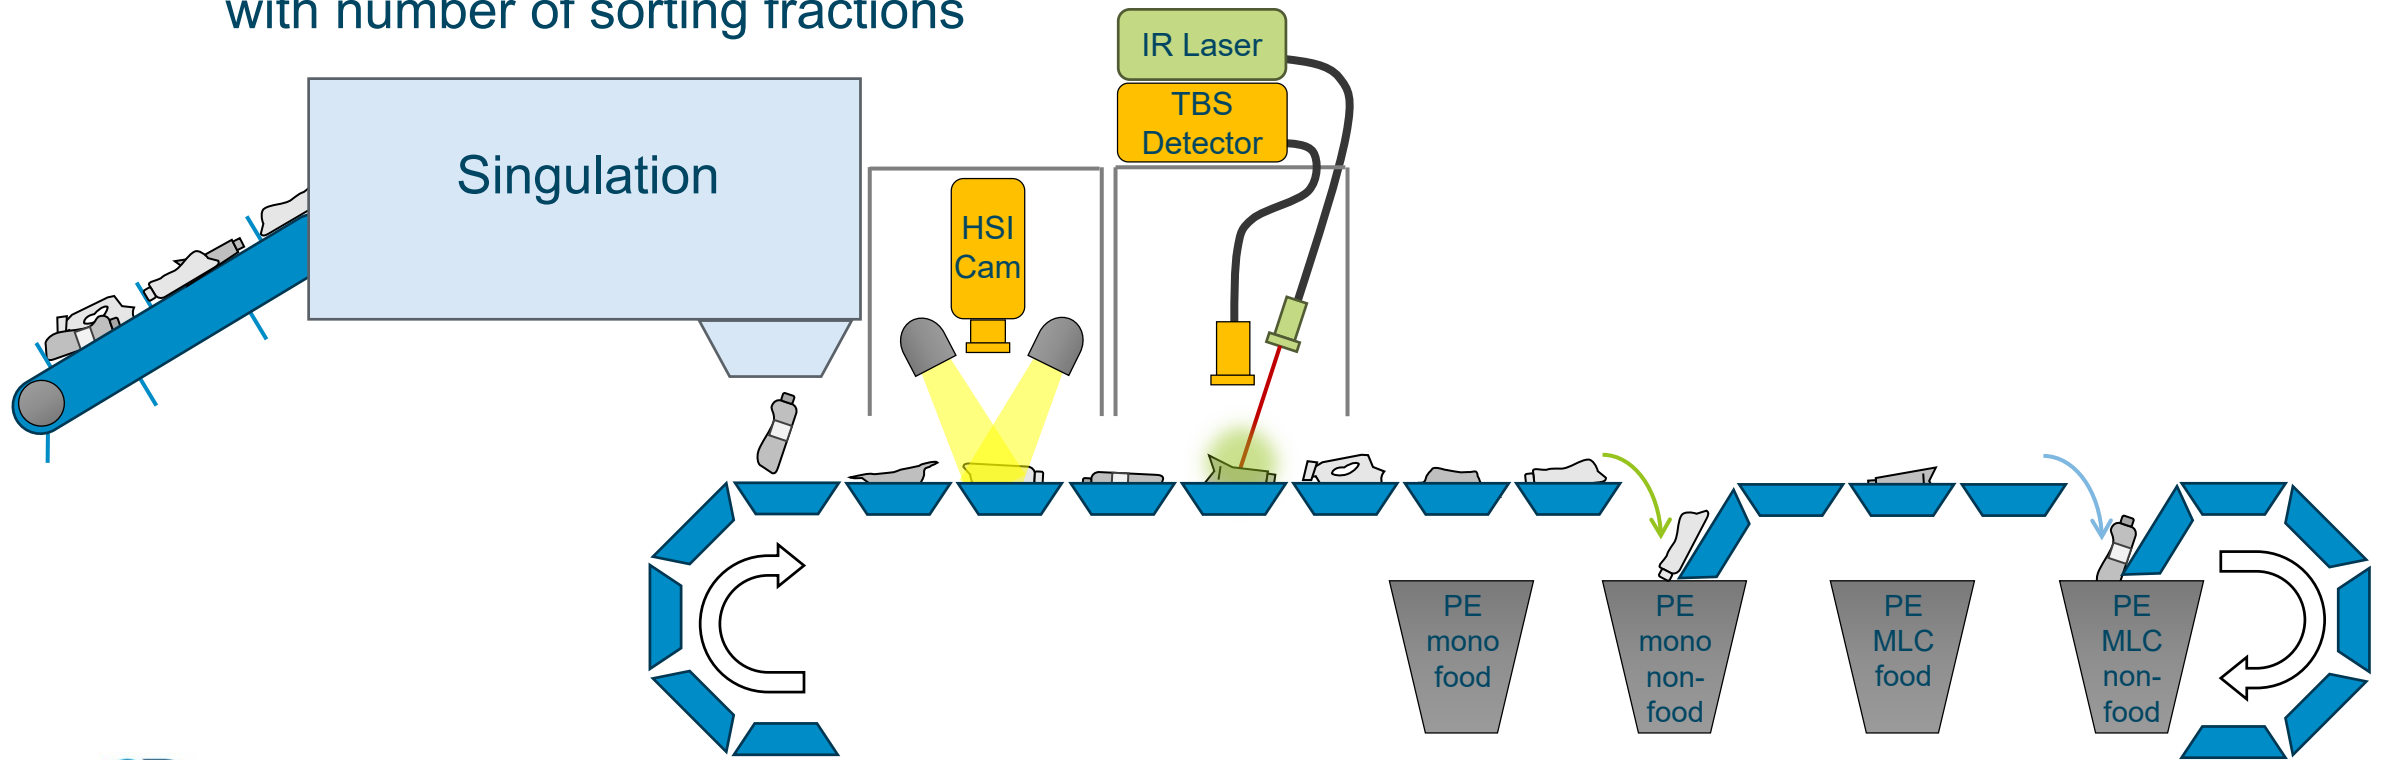 with number of sorting fractions
IR Laser
TBS
Detector
Singulation
HSI
Cam
PE
mono
food
PE
mono
non-
food
PE
MLC
food
PE
MLC
non-
food